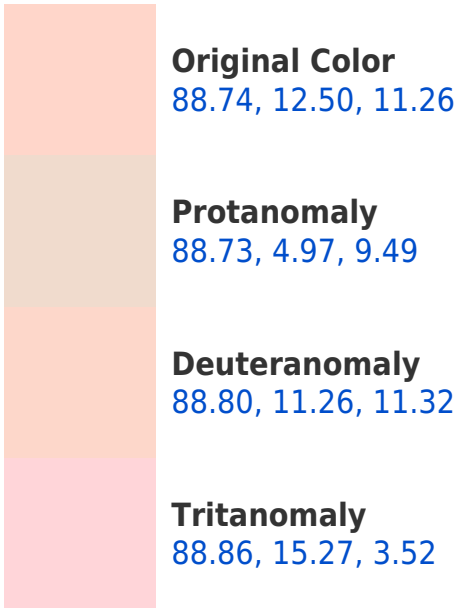 Original Color
88.74, 12.50, 11.26
Protanomaly
88.73, 4.97, 9.49
Deuteranomaly
88.80, 11.26, 11.32
Tritanomaly
88.86, 15.27, 3.52